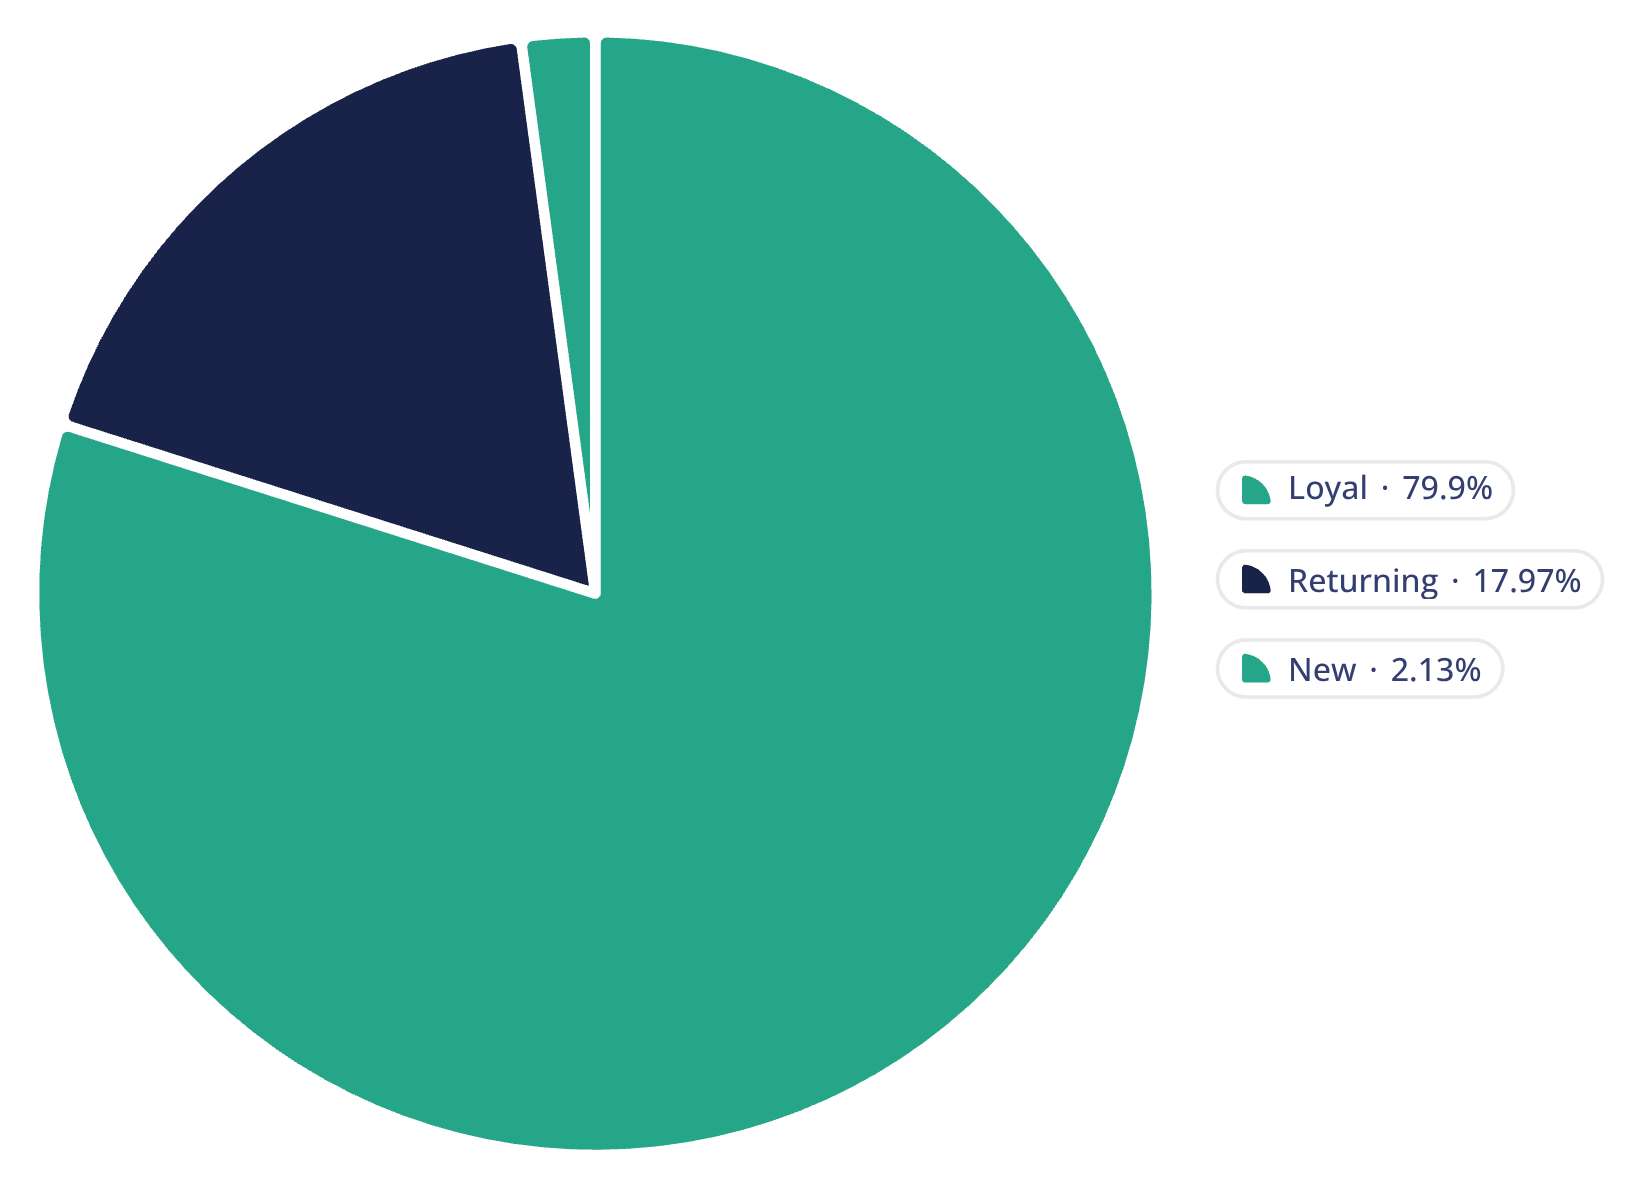 Loyal · 79.9%
Returning · 17.97%
New · 2.13%